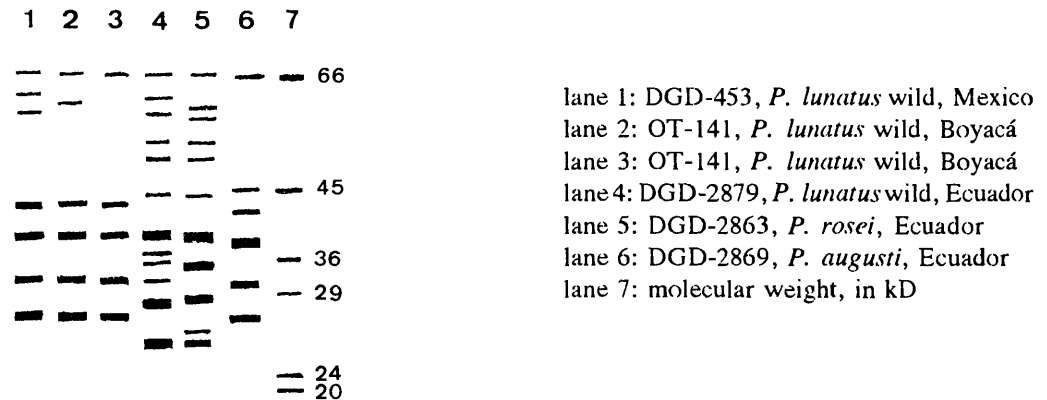 1 2 3 4 5 6 7
66
45
36
29
24
20
lane 1: DGD-453, P. lunatus wild, Mexico
lane 2: OT-141, P. lunatus wild, Boyacá
lane 3: OT-141, P. lunatus wild, Boyacá
lane 4: DGD-2879, P. lunatus wild, Ecuador
lane 5: DGD-2863, P. rosei, Ecuador
lane 6: DGD-2869, P. augusti, Ecuador
lane 7: molecular weight, in kD